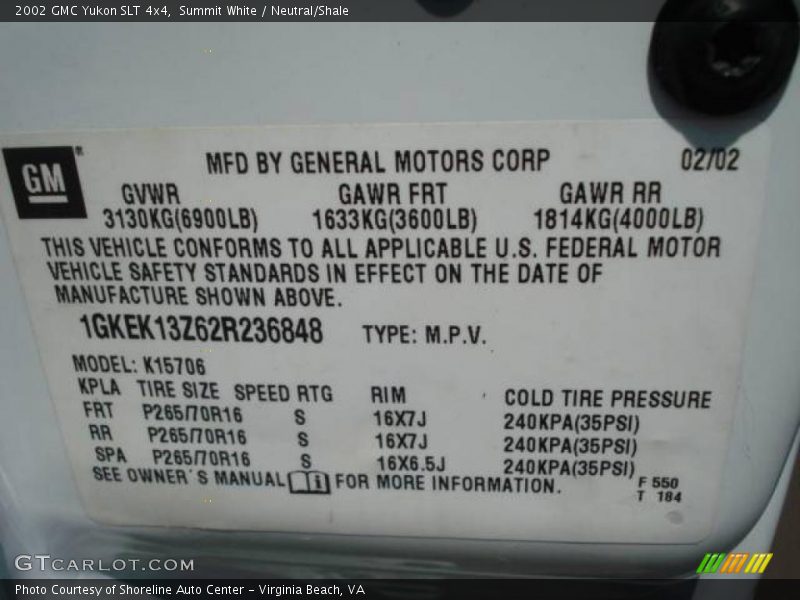 2002 GMC Yukon SLT 4x4,  Summit White / Neutral/Shale
GM
MFD BY GENERAL MOTORS CORP 02/02
GVWR GAWR FRT GAWR RR
3130KG(6900LB) 1633KG(3600LB) 1814KG(4000LB)
THIS VEHICLE CONFORMS TO ALL APPLICABLE U.S. FEDERAL MOTOR
VEHICLE SAFETY STANDARDS IN EFFECT ON THE DATE OF
MANUFACTURE SHOWN ABOVE.
1GKEK13Z62R236848 TYPE: M.P.V.
MODEL: K15706
KPLA TIRE SIZE SPEED RTG RIM COLD TIRE PRESSURE
FRT P265/70R16 S 16X7J 240KPA(35PSI)
RR P265/70R16 S 16X7J 240KPA(35PSI)
SPA P265/70R16 S 16X6.5J 240KPA(35PSI)
SEE OWNER'S MANUAL i FOR MORE INFORMATION.
F 550
T 184
GTCARLOT.COM
Photo Courtesy of Shoreline Auto Center - Virginia Beach, VA